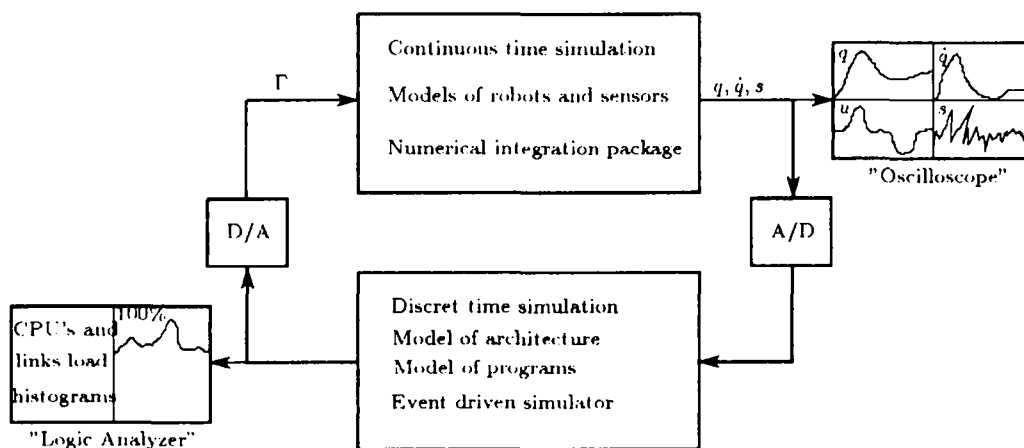 Continuous time simulation
Models of robots and sensors
Numerical integration package
Γ
q, q̇, s
q
q̇
u
s
"Oscilloscope"
D/A
A/D
Discret time simulation
Model of architecture
Model of programs
Event driven simulator
100%
CPU's and
links load
histograms
"Logic Analyzer"